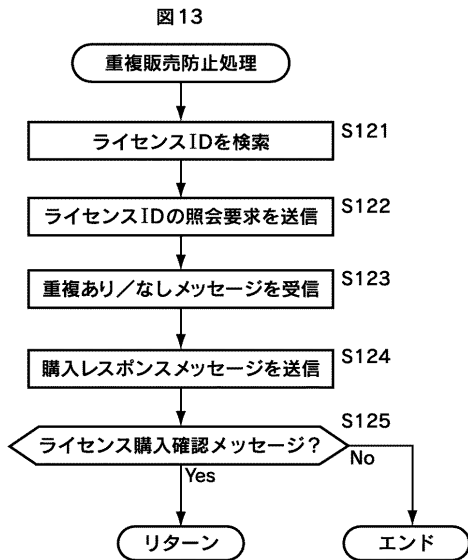 図13
重複販売防止処理
ライセンスIDを検索
S121
ライセンスIDの照会要求を送信
S122
重複あり/なしメッセージを受信
S123
購入レスポンスメッセージを送信
S124
ライセンス購入確認メッセージ?
S125
Yes
No
リターン
エンド